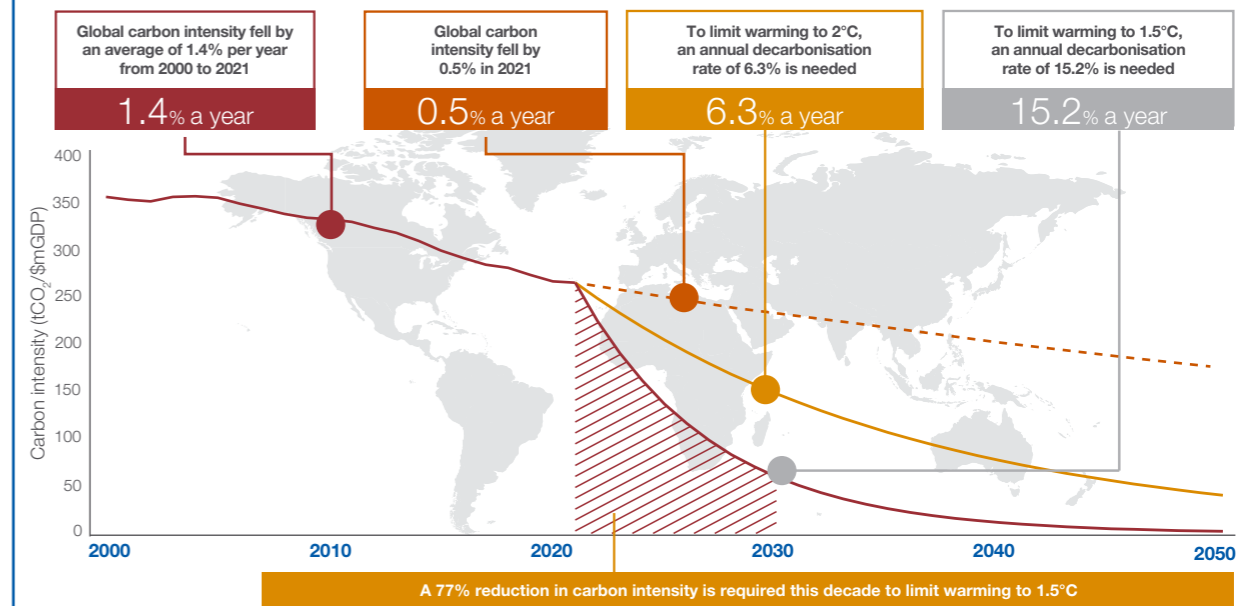 Global carbon intensity fell by
an average of 1.4% per year
from 2000 to 2021
1.4% a year
Global carbon
intensity fell by
0.5% in 2021
0.5% a year
To limit warming to 2°C,
an annual decarbonisation
rate of 6.3% is needed
6.3% a year
To limit warming to 1.5°C,
an annual decarbonisation
rate of 15.2% is needed
15.2% a year
Carbon intensity (tCO₂/$mGDP)
400
350
300
250
200
150
100
50
0
2000
2010
2020
2030
2040
2050
A 77% reduction in carbon intensity is required this decade to limit warming to 1.5°C